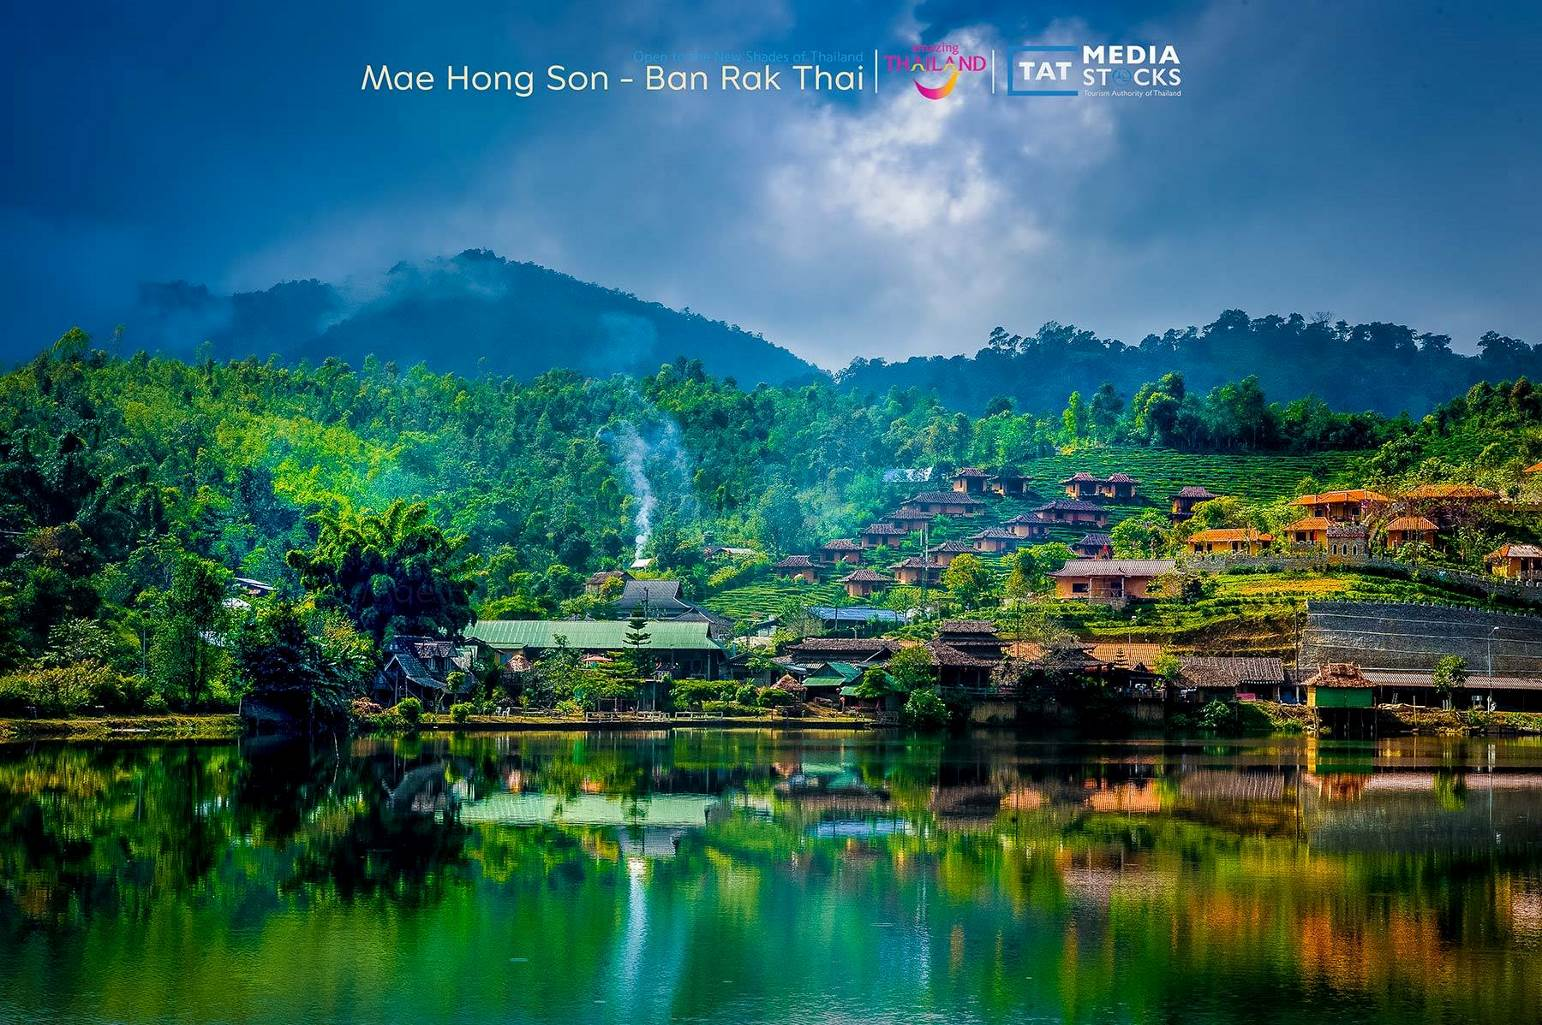 Open to the New Shades of Thailand
Mae Hong Son - Ban Rak Thai
amazing
THAILAND
TAT
MEDIA
STOCKS
Tourism Authority of Thailand